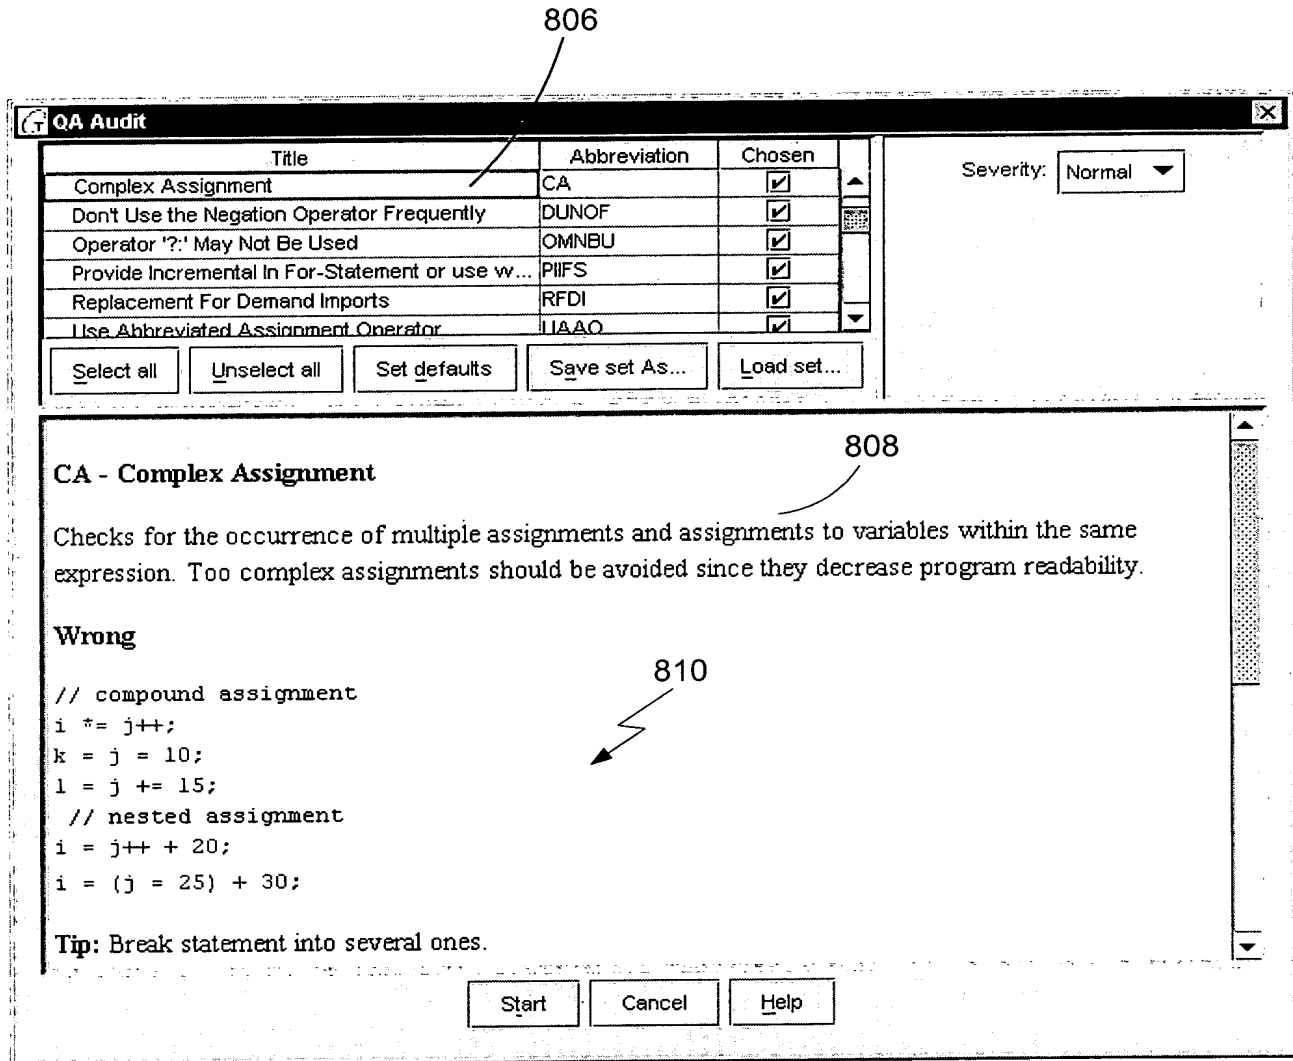 806
QA Audit
Title Abbreviation Chosen
Complex Assignment CA
Don't Use the Negation Operator Frequently DUNOF
Operator '?:' May Not Be Used OMNBU
Provide Incremental In For-Statement or use w... PIIFS
Replacement For Demand Imports RFDI
Use Abbreviated Assignment Operator UAAO
Severity: Normal
Select all Unselect all Set defaults Save set As... Load set...
808
CA - Complex Assignment
Checks for the occurrence of multiple assignments and assignments to variables within the same
expression. Too complex assignments should be avoided since they decrease program readability.
Wrong
810
// compound assignment
i *= j++;
k = j = 10;
l = j += 15;
// nested assignment
i = j++ + 20;
i = (j = 25) + 30;
Tip: Break statement into several ones.
Start Cancel Help